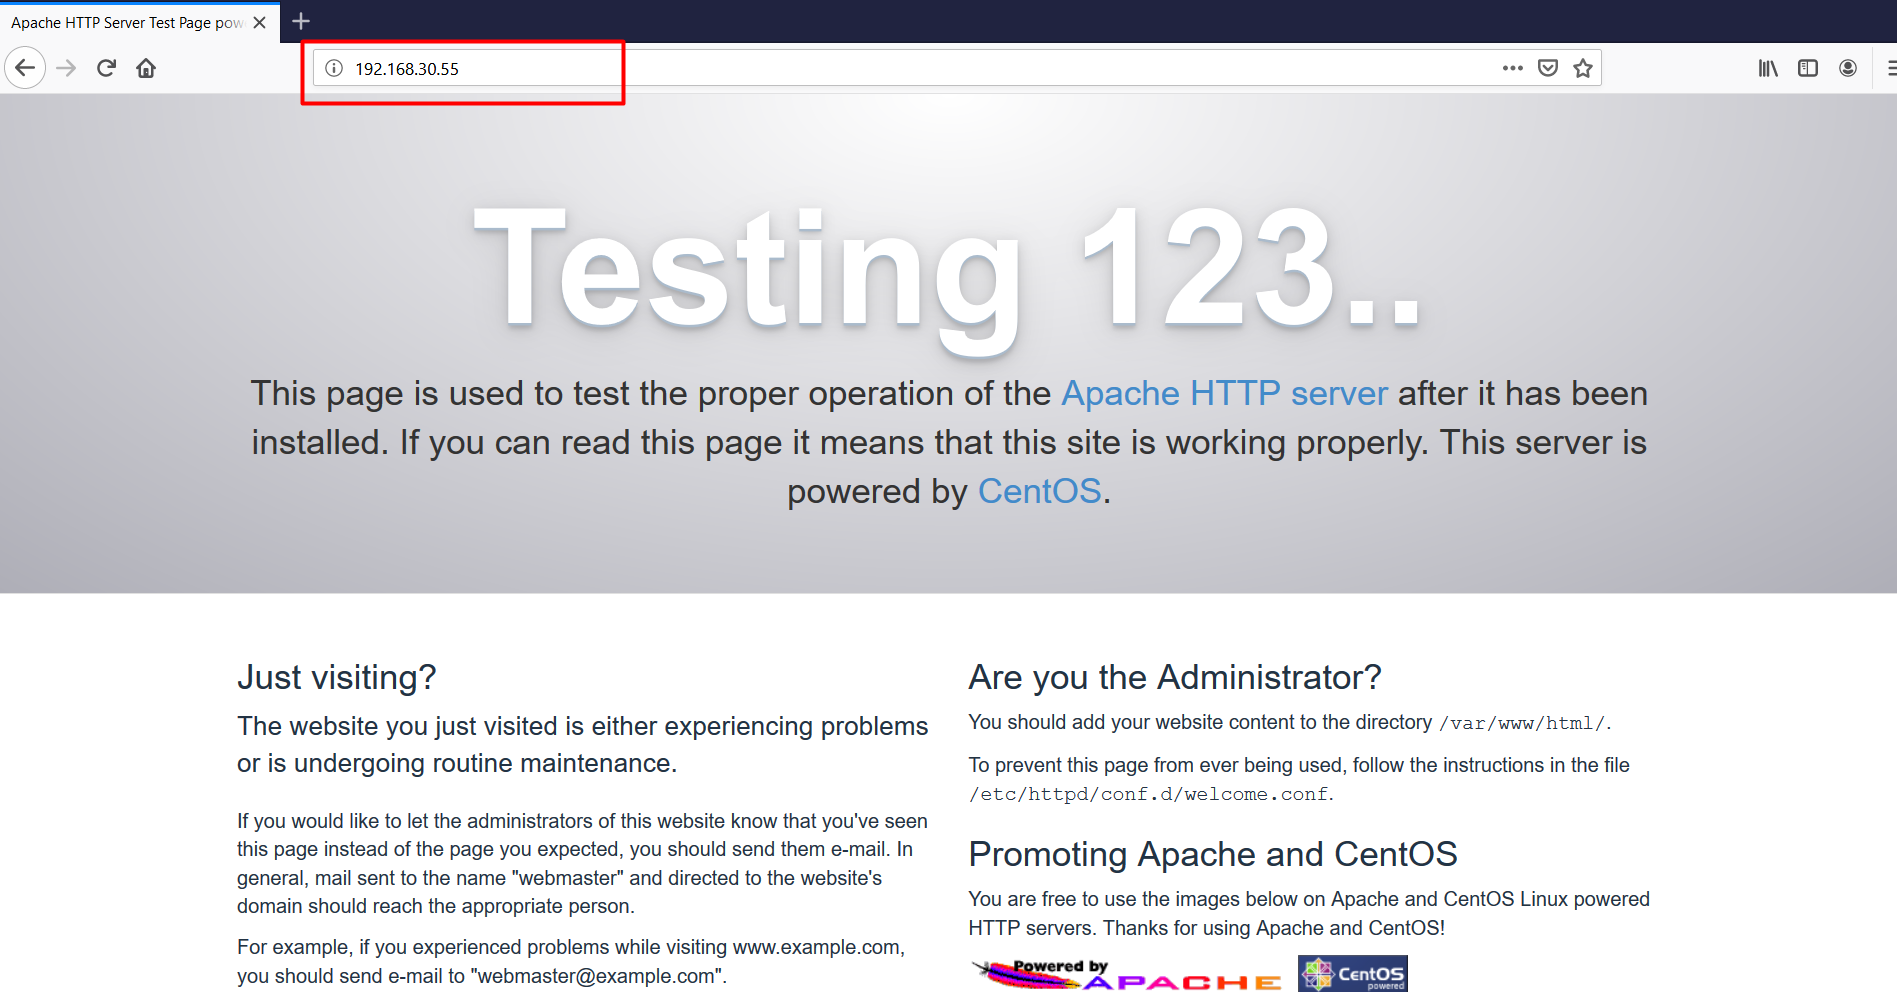 Apache HTTP Server Test Page pow
192.168.30.55
Testing 123..
This page is used to test the proper operation of the Apache HTTP server after it has been
installed. If you can read this page it means that this site is working properly. This server is
powered by CentOS.
Just visiting?
The website you just visited is either experiencing problems
or is undergoing routine maintenance.
If you would like to let the administrators of this website know that you've seen
this page instead of the page you expected, you should send them e-mail. In
general, mail sent to the name "webmaster" and directed to the website's
domain should reach the appropriate person.
For example, if you experienced problems while visiting www.example.com,
you should send e-mail to "webmaster@example.com".
Are you the Administrator?
You should add your website content to the directory /var/www/html/.
To prevent this page from ever being used, follow the instructions in the file
/etc/httpd/conf.d/welcome.conf.
Promoting Apache and CentOS
You are free to use the images below on Apache and CentOS Linux powered
HTTP servers. Thanks for using Apache and CentOS!
Powered by
APACHE
CentOS
powered